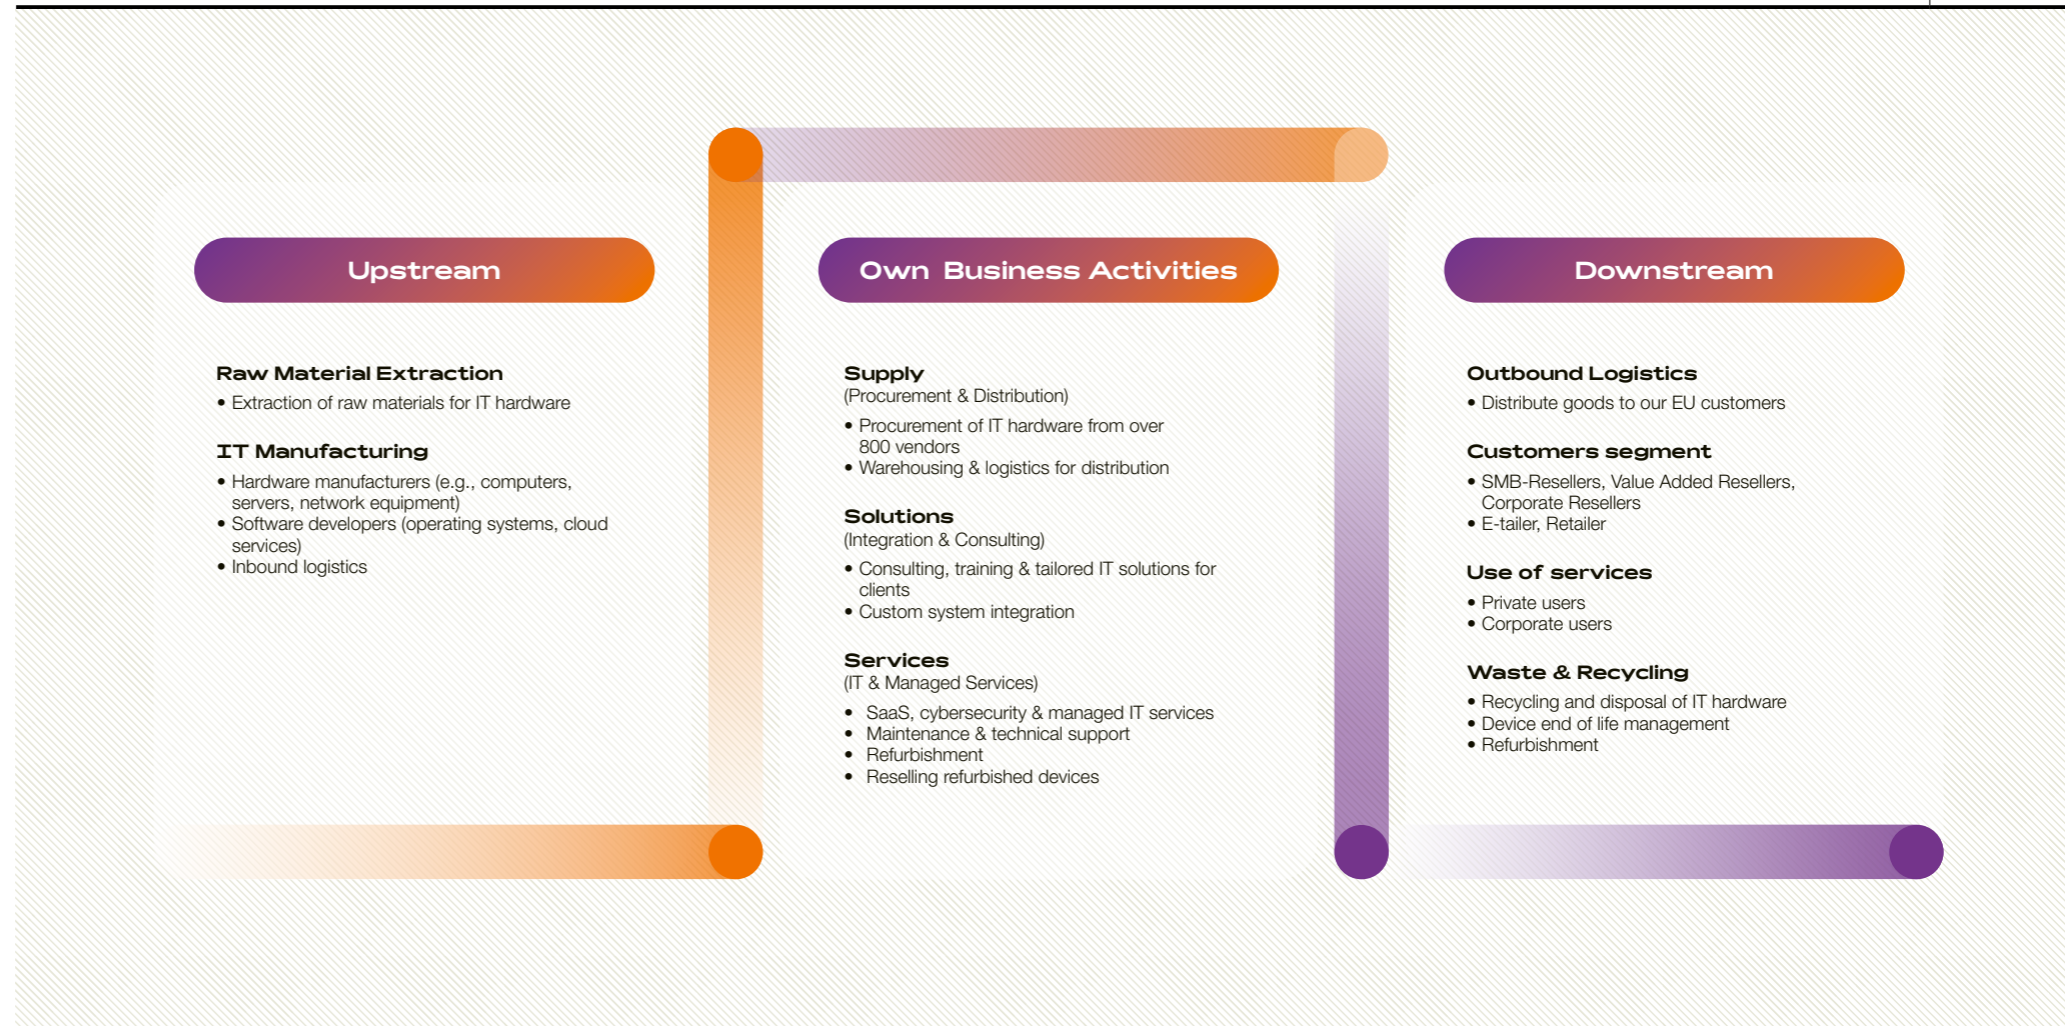 Upstream
Raw Material Extraction
• Extraction of raw materials for IT hardware
IT Manufacturing
• Hardware manufacturers (e.g., computers,
servers, network equipment)
• Software developers (operating systems, cloud
services)
• Inbound logistics
Own Business Activities
Supply
(Procurement & Distribution)
• Procurement of IT hardware from over
800 vendors
• Warehousing & logistics for distribution
Solutions
(Integration & Consulting)
• Consulting, training & tailored IT solutions for
clients
• Custom system integration
Services
(IT & Managed Services)
• SaaS, cybersecurity & managed IT services
• Maintenance & technical support
• Refurbishment
• Reselling refurbished devices
Downstream
Outbound Logistics
• Distribute goods to our EU customers
Customers segment
• SMB-Resellers, Value Added Resellers,
Corporate Resellers
• E-tailer, Retailer
Use of services
• Private users
• Corporate users
Waste & Recycling
• Recycling and disposal of IT hardware
• Device end of life management
• Refurbishment